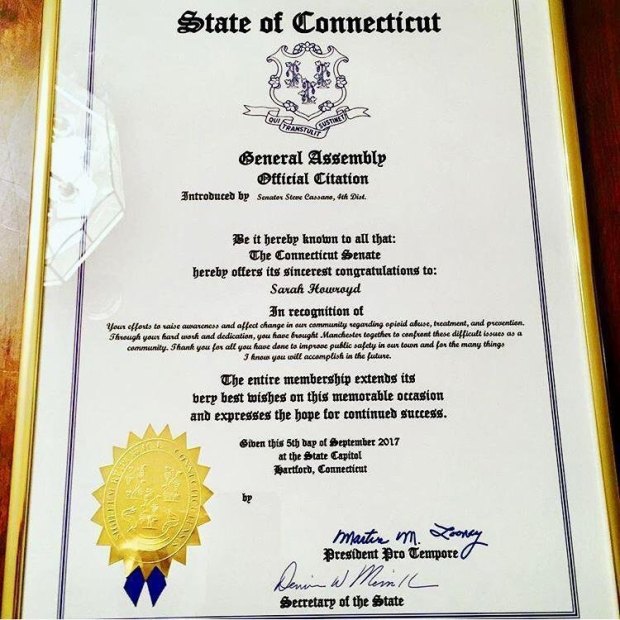 State of Connecticut
QUI TRANSTULIT SUSTINET
General Assembly
Official Citation
Introduced by Senator Steve Cassano, 4th Dist.
Be it hereby known to all that:
The Connecticut Senate
hereby offers its sincerest congratulations to:
Sarah Howroyd
In recognition of
Your efforts to raise awareness and affect change in our community regarding opioid abuse, treatment, and prevention.
Through your hard work and dedication, you have brought Manchester together to confront these difficult issues as a
community. Thank you for all you have done to improve public safety in our town and for the many things
I know you will accomplish in the future.
The entire membership extends its
very best wishes on this memorable occasion
and expresses the hope for continued success.
Given this 5th day of September 2017
at the State Capitol
Hartford, Connecticut
by
Martin M. Looney
President Pro Tempore
Denise W Merrill
Secretary of the State